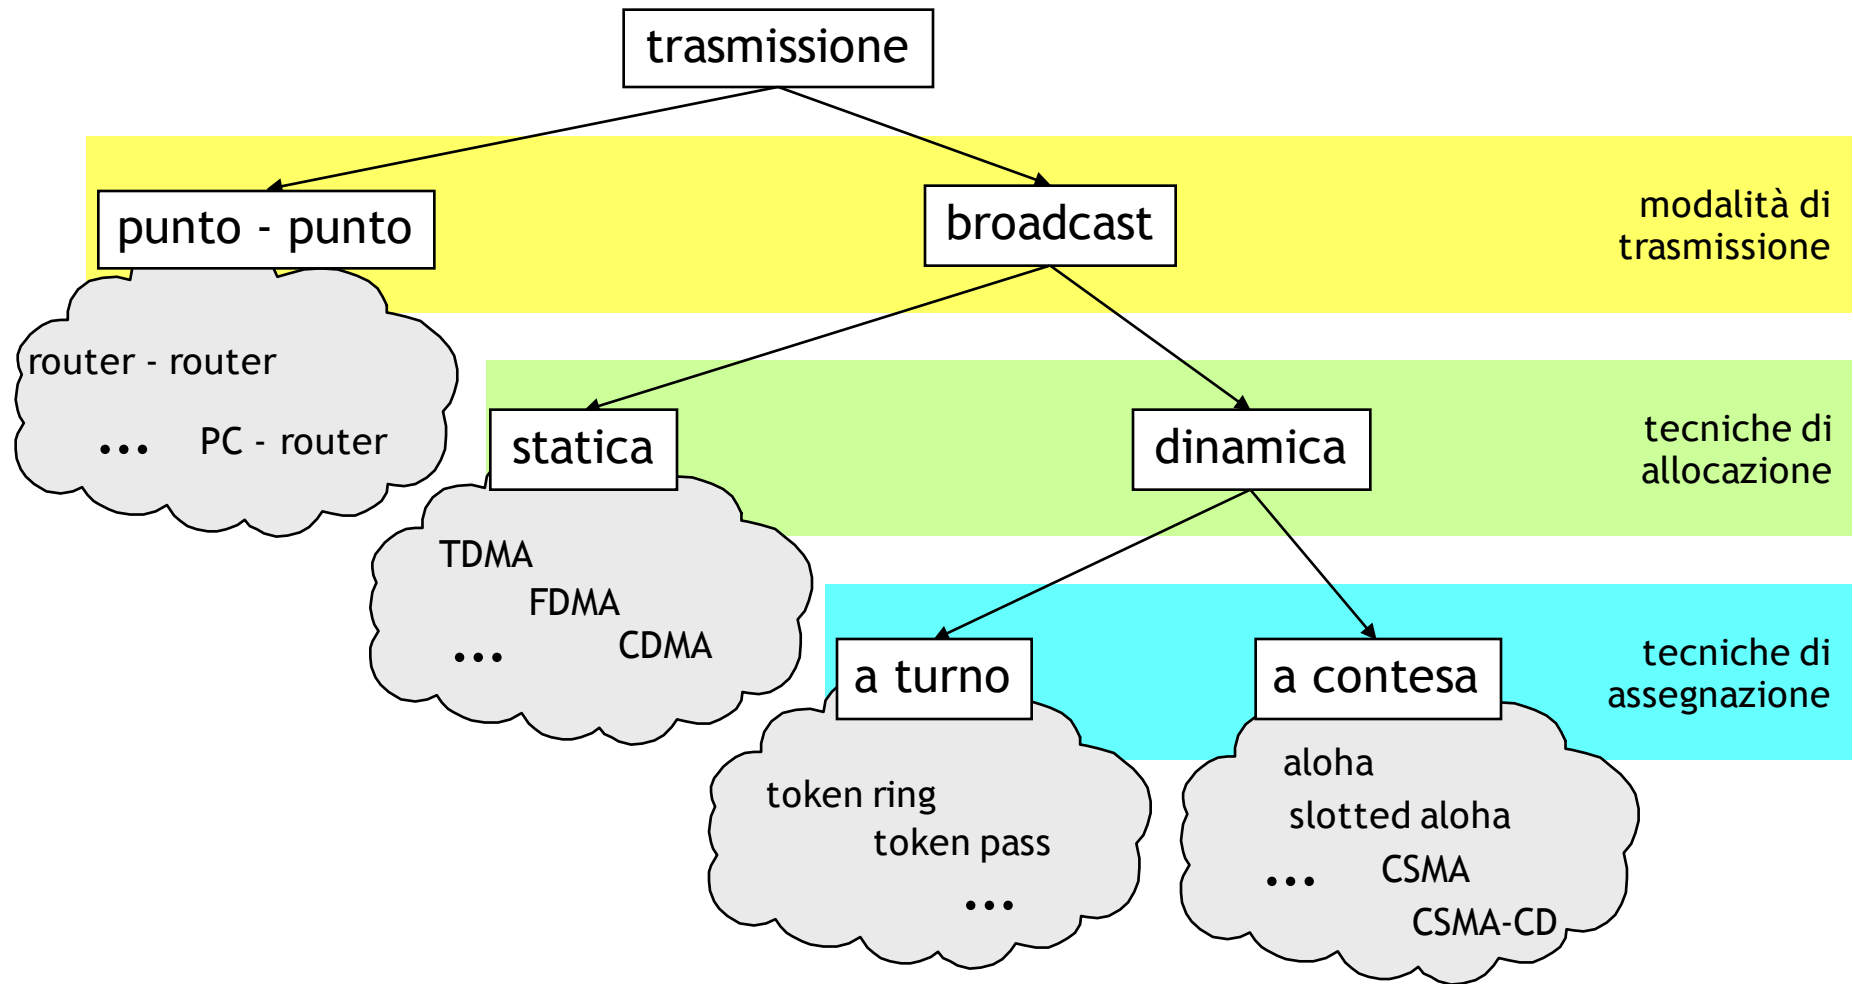 trasmissione
punto - punto
broadcast
modalità di
trasmissione
router - router
... PC - router
statica
dinamica
tecniche di
allocazione
TDMA
FDMA
... CDMA
a turno
a contesa
tecniche di
assegnazione
token ring
token pass
...
aloha
slotted aloha
... CSMA
CSMA-CD